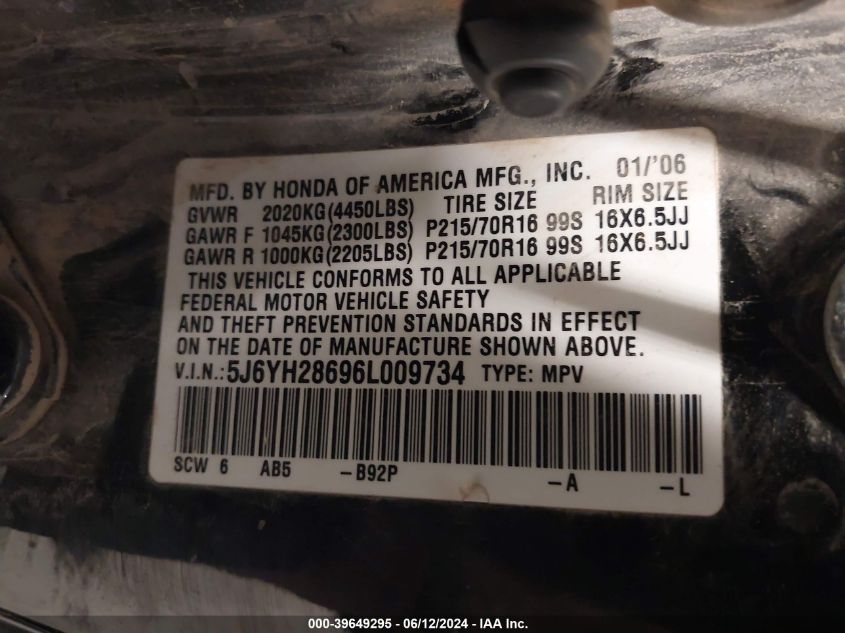 MFD. BY HONDA OF AMERICA MFG., INC. 01/'06
GVWR 2020KG(4450LBS) TIRE SIZE RIM SIZE
GAWR F 1045KG(2300LBS) P215/70R16 99S 16X6.5JJ
GAWR R 1000KG(2205LBS) P215/70R16 99S 16X6.5JJ
THIS VEHICLE CONFORMS TO ALL APPLICABLE
FEDERAL MOTOR VEHICLE SAFETY
AND THEFT PREVENTION STANDARDS IN EFFECT
ON THE DATE OF MANUFACTURE SHOWN ABOVE.
V.I.N.:5J6YH28696L009734 TYPE: MPV
SCW 6 AB5 -B92P -A -L
000-39649295 - 06/12/2024 - IAA Inc.